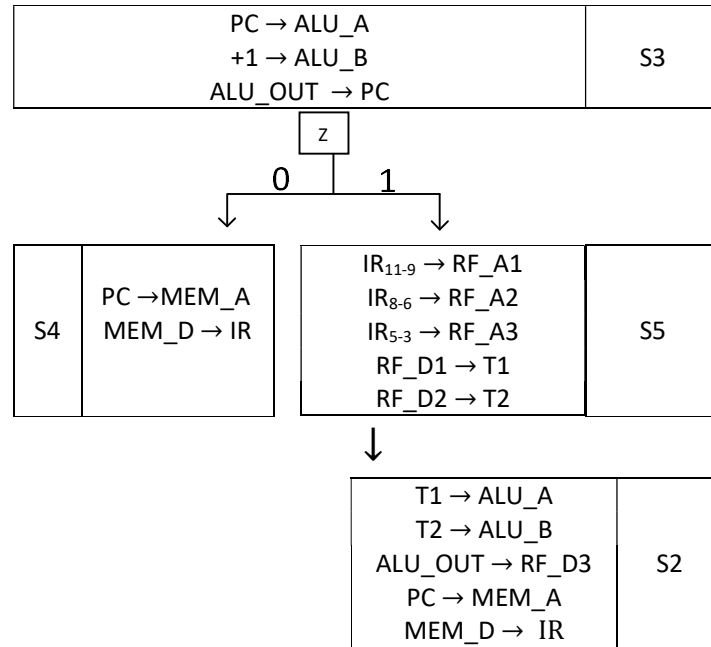 PC → ALU_A
+1 → ALU_B
ALU_OUT → PC
S3
Z
0 1
S4
PC →MEM_A
MEM_D → IR
IR11-9 → RF_A1
IR8-6 → RF_A2
IR5-3 → RF_A3
RF_D1 → T1
RF_D2 → T2
S5
T1 → ALU_A
T2 → ALU_B
ALU_OUT → RF_D3
PC → MEM_A
MEM_D → IR
S2